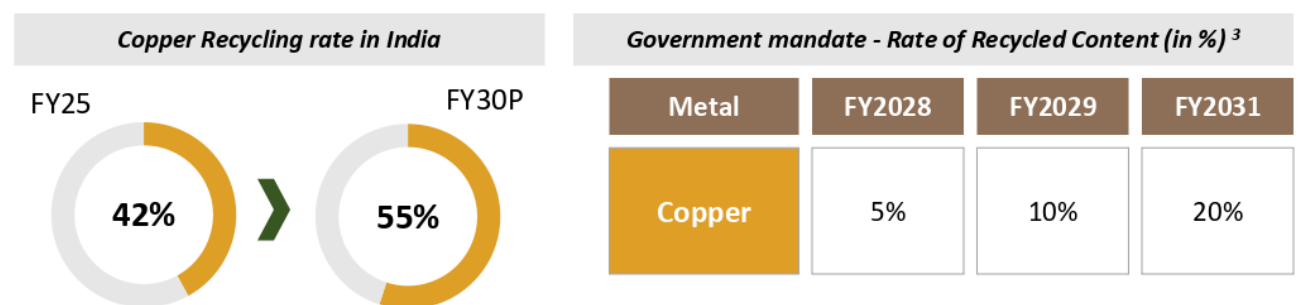 Copper Recycling rate in India
FY25
FY30P
42%
55%
Government mandate - Rate of Recycled Content (in %) 3
Metal FY2028 FY2029 FY2031
Copper 5% 10% 20%